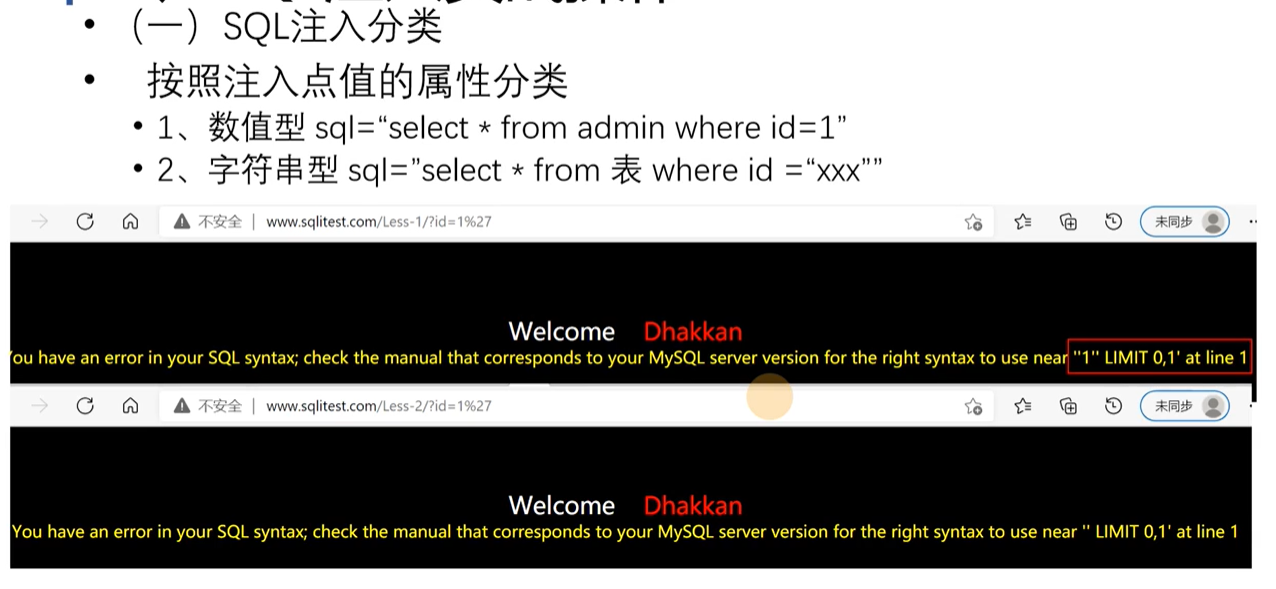 （一）SQL注入分类
按照注入点值的属性分类
1、数值型 sql=“select * from admin where id=1”
2、字符串型 sql=”select * from 表 where id =“xxx””
不安全 | www.sqlitest.com/Less-1/?id=1%27 未同步
Welcome Dhakkan
ou have an error in your SQL syntax; check the manual that corresponds to your MySQL server version for the right syntax to use near ''1'' LIMIT 0,1' at line 1
不安全 | www.sqlitest.com/Less-2/?id=1%27 未同步
Welcome Dhakkan
You have an error in your SQL syntax; check the manual that corresponds to your MySQL server version for the right syntax to use near '' LIMIT 0,1' at line 1